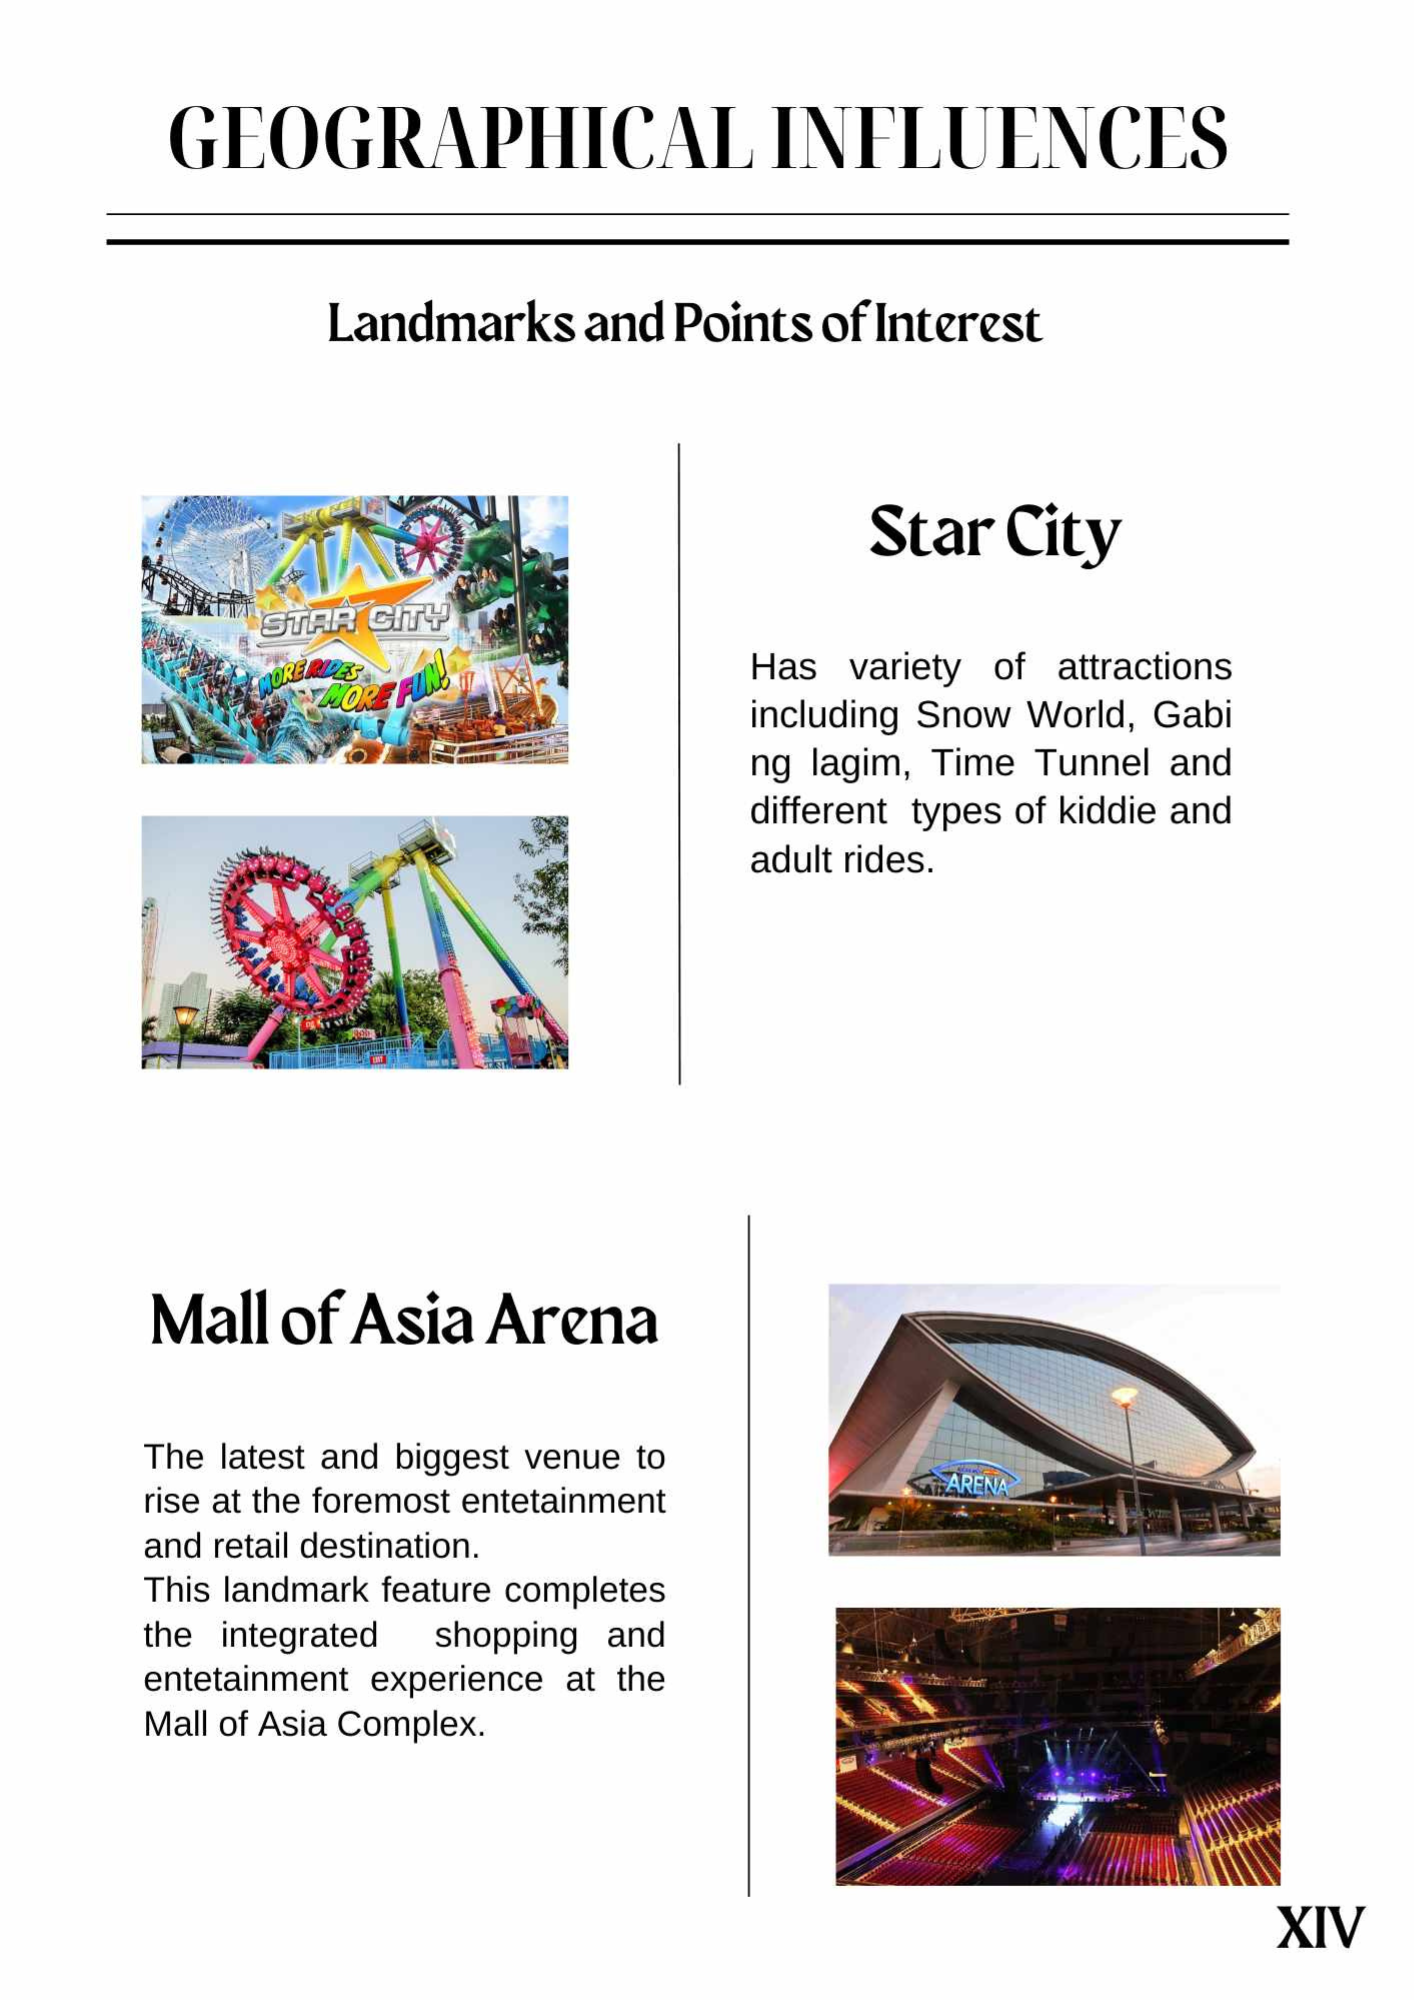 GEOGRAPHICAL INFLUENCES
Landmarks and Points of Interest
STAR CITY
MORE RIDES
MORE FUN!
Star City
Has variety of attractions
including Snow World, Gabi
ng lagim, Time Tunnel and
different types of kiddie and
adult rides.
EXIT
Mall of Asia Arena
The latest and biggest venue to
rise at the foremost entetainment
and retail destination.
This landmark feature completes
the integrated shopping and
entetainment experience at the
Mall of Asia Complex.
ARENA
XIV